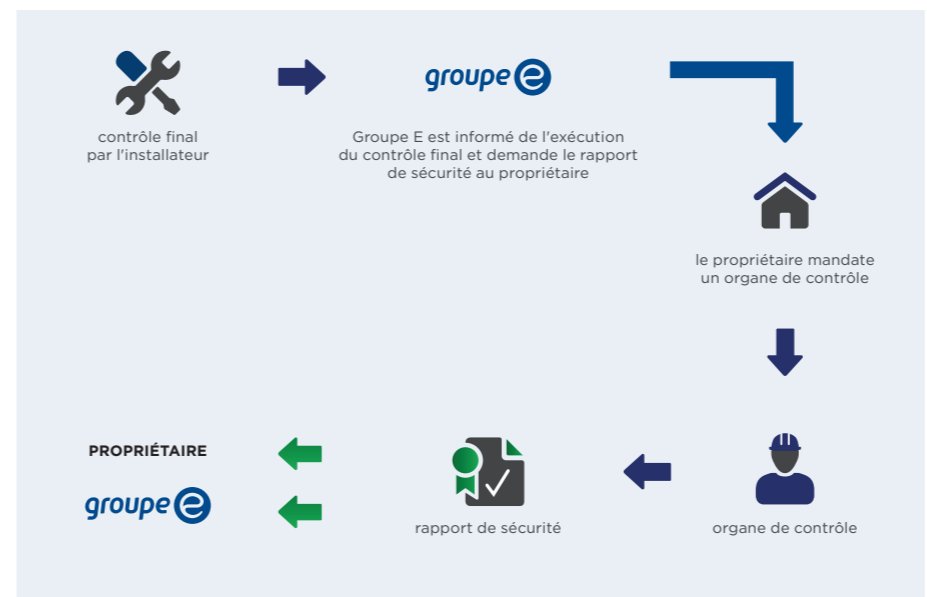 groupe e
contrôle final
par l'installateur
Groupe E est informé de l'exécution
du contrôle final et demande le rapport
de sécurité au propriétaire
le propriétaire mandate
un organe de contrôle
PROPRIÉTAIRE
groupe e
rapport de sécurité
organe de contrôle